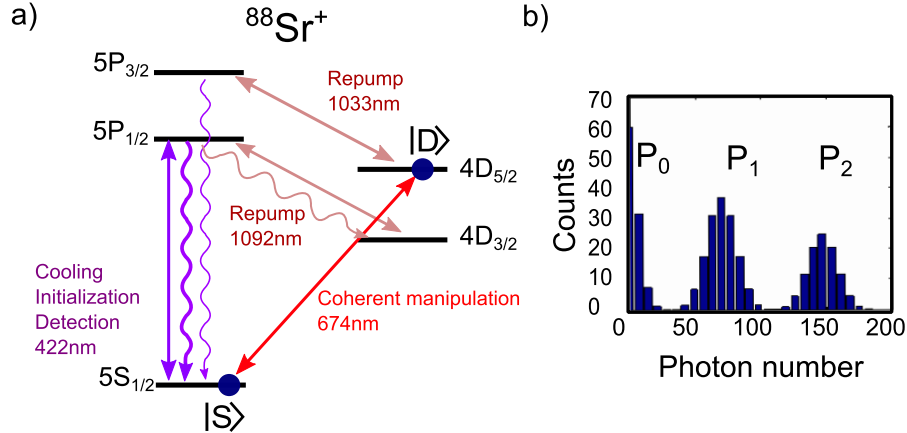 a)
⁸⁸Sr⁺
5P₃/₂
Repump
1033nm
5P₁/₂
|D⟩
4D₅/₂
Repump
1092nm
4D₃/₂
Cooling
Initialization
Detection
422nm
Coherent manipulation
674nm
5S₁/₂
|S⟩
b)
70
60
50
40
30
20
10
0
Counts
P₀
P₁
P₂
0
50
100
150
200
Photon number